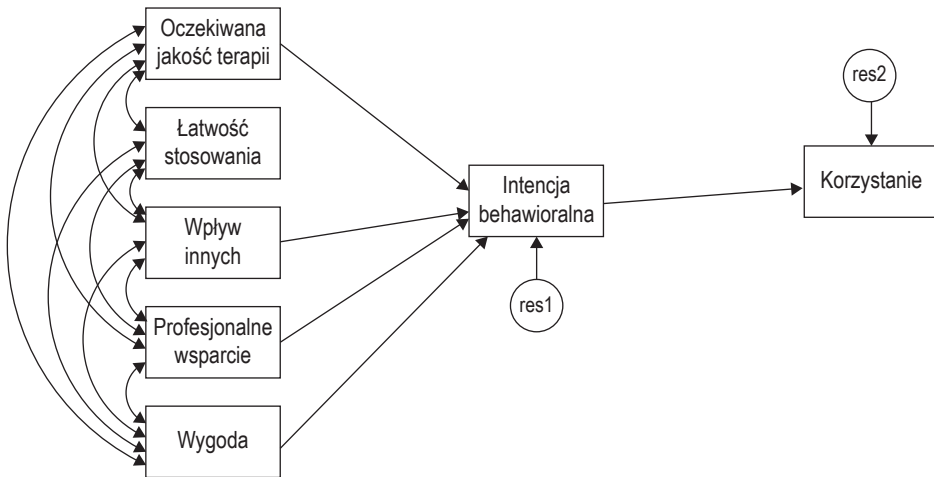 Oczekiwana
jakość terapii
Łatwość
stosowania
Wpływ
innych
Profesjonalne
wsparcie
Wygoda
Intencja
behawioralna
res1
res2
Korzystanie